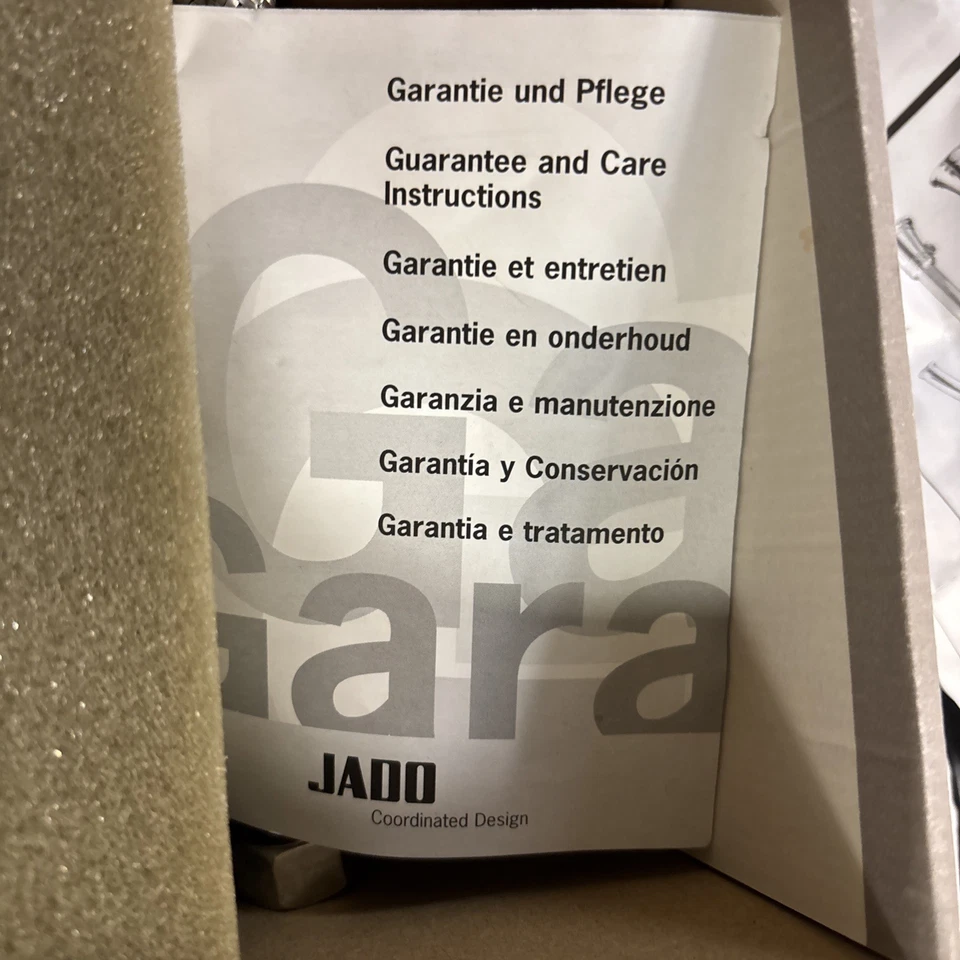 Garantie und Pflege
Guarantee and Care
Instructions
Garantie et entretien
Garantie en onderhoud
Garanzia e manutenzione
Garantía y Conservación
Garantia e tratamento
Ga
Gara
JADO
Coordinated Design